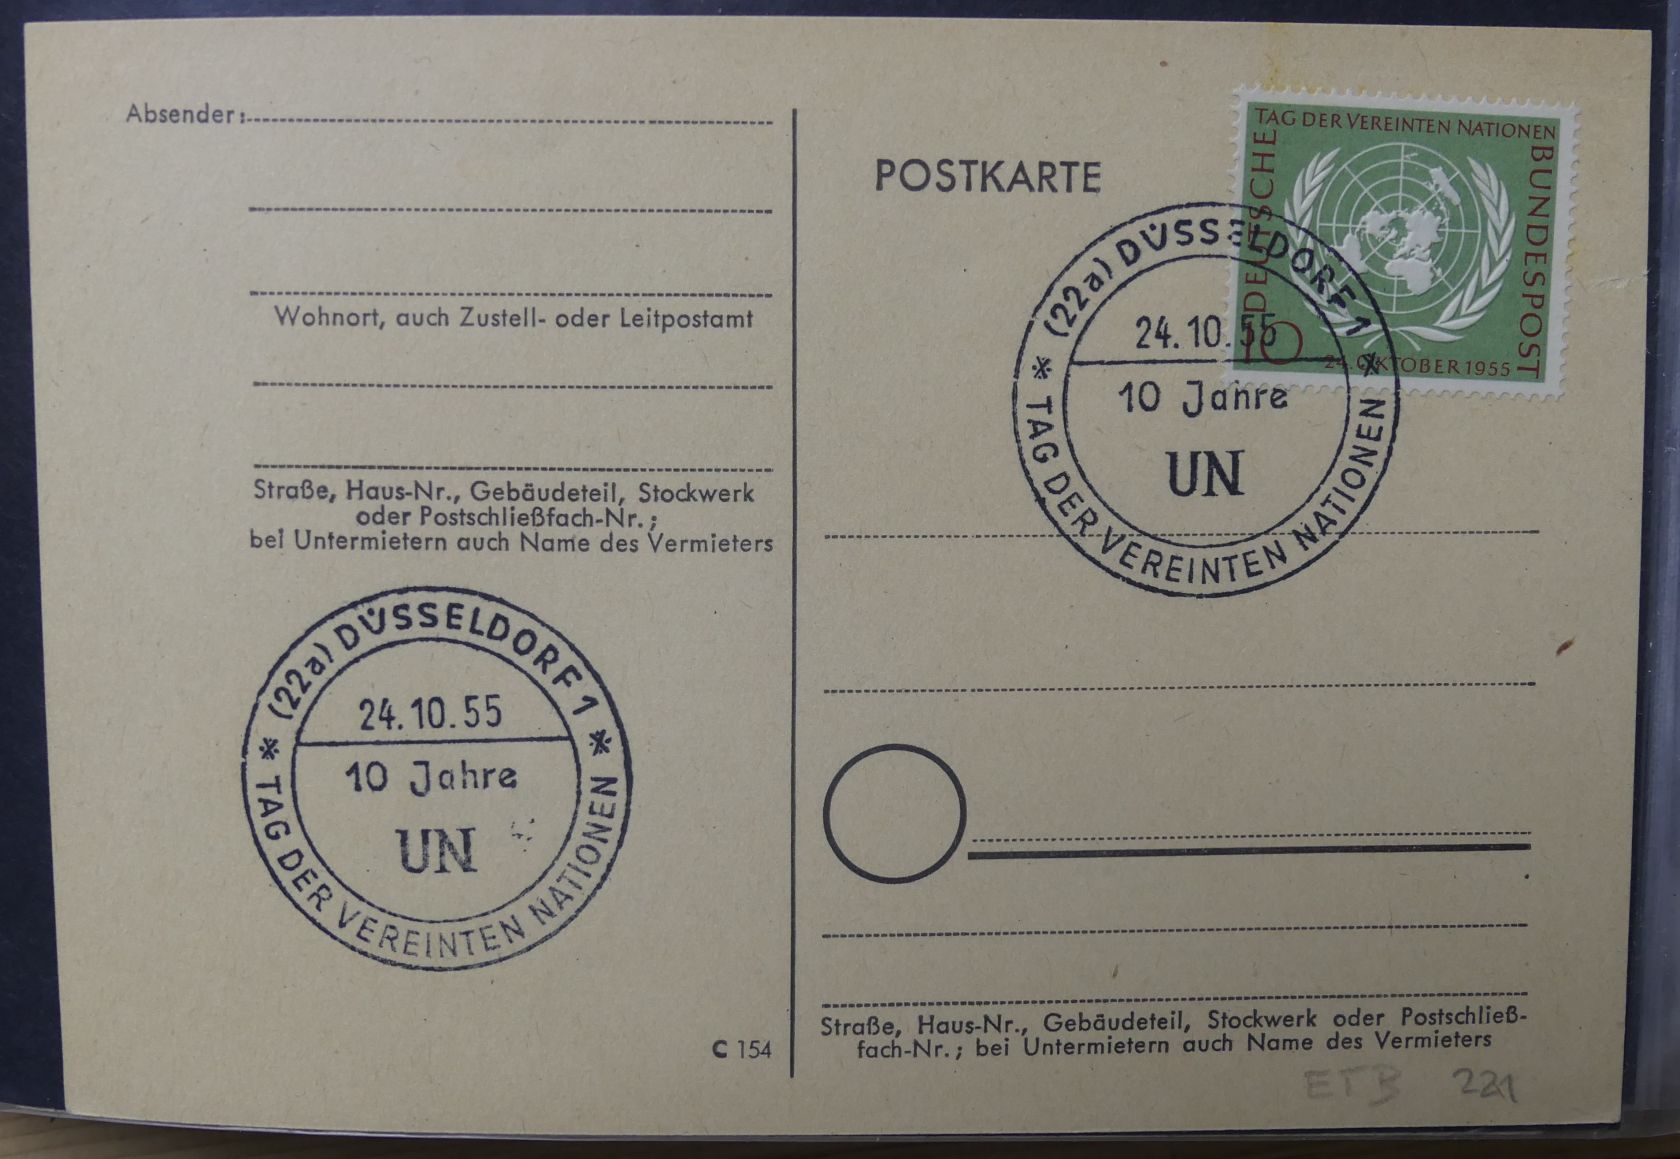 Absender:
Wohnort, auch Zustell- oder Leitpostamt
Straße, Haus-Nr., Gebäudeteil, Stockwerk
oder Postschließfach-Nr.;
bei Untermietern auch Name des Vermieters
(22a) DÜSSELDORF 1
24.10.55
10 Jahre
UN
* TAG DER VEREINTEN NATIONEN *
C 154
POSTKARTE
TAG DER VEREINTEN NATIONEN
DEUTSCHE
BUNDESPOST
10
24. OKTOBER 1955
(22a) DÜSSELDORF 1
24.10.55
10 Jahre
UN
* TAG DER VEREINTEN NATIONEN *
Straße, Haus-Nr., Gebäudeteil, Stockwerk oder Postschließ-
fach-Nr.; bei Untermietern auch Name des Vermieters
ETB 221